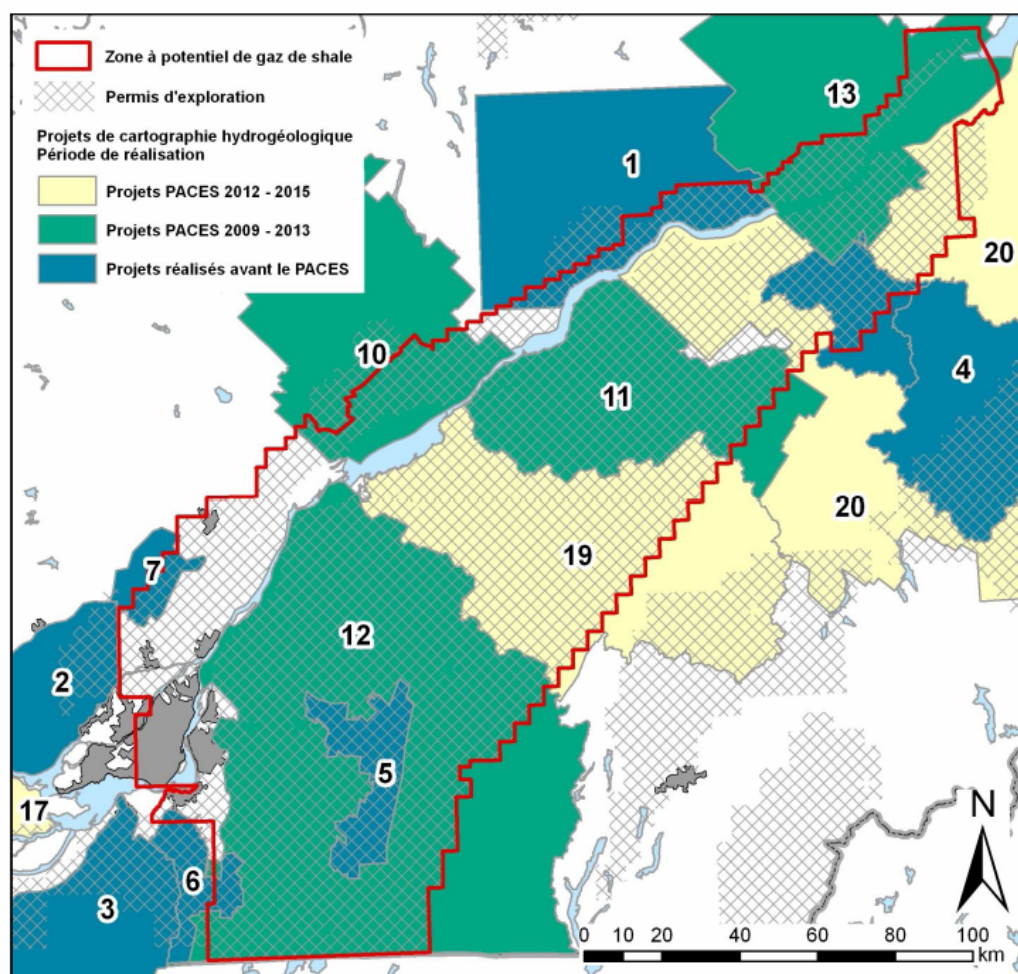 Zone à potentiel de gaz de shale
Permis d'exploration
Projets de cartographie hydrogéologique
Période de réalisation
Projets PACES 2012 - 2015
Projets PACES 2009 - 2013
Projets réalisés avant le PACES
13
1
20
10
4
11
20
19
7
12
2
5
17
6
3
N
0 10 20 40 60 80 100
km